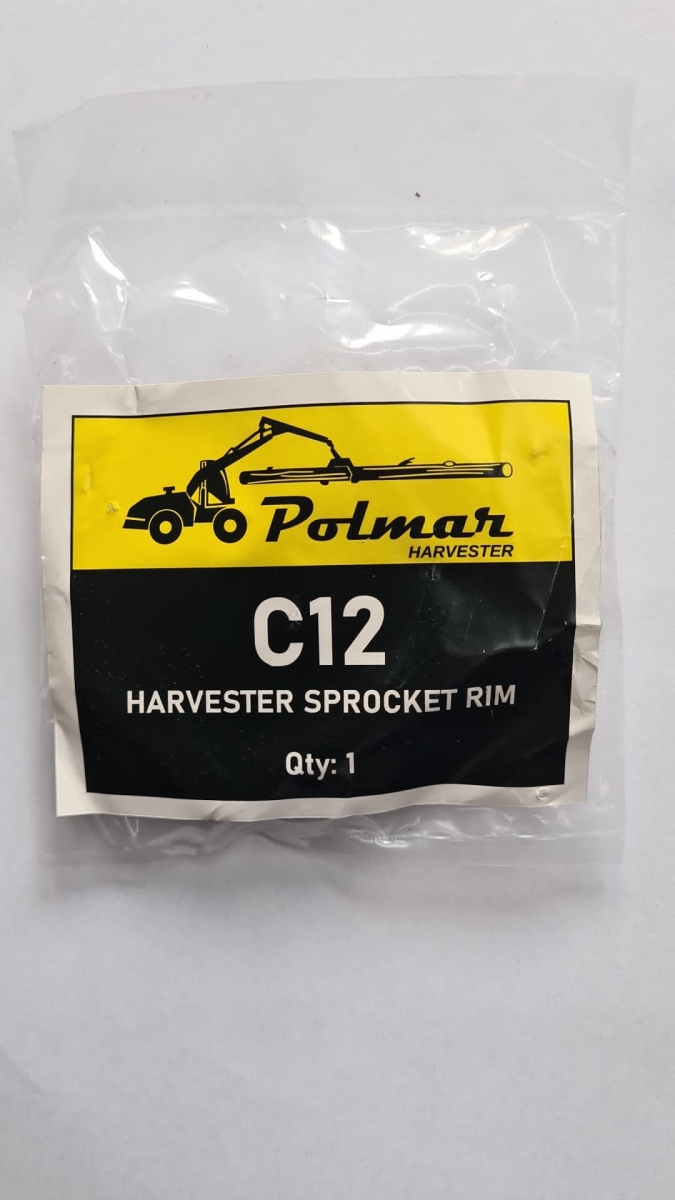 Polmar
HARVESTER
C12
HARVESTER SPROCKET RIM
Qty: 1